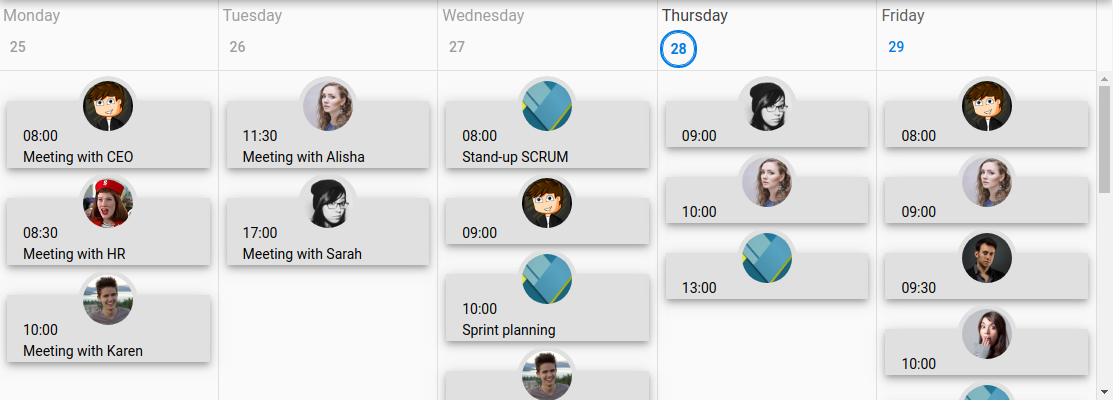 Monday
25
08:00
Meeting with CEO
08:30
Meeting with HR
10:00
Meeting with Karen
Tuesday
26
11:30
Meeting with Alisha
17:00
Meeting with Sarah
Wednesday
27
08:00
Stand-up SCRUM
09:00
10:00
Sprint planning
Thursday
28
09:00
10:00
13:00
Friday
29
08:00
09:00
09:30
10:00